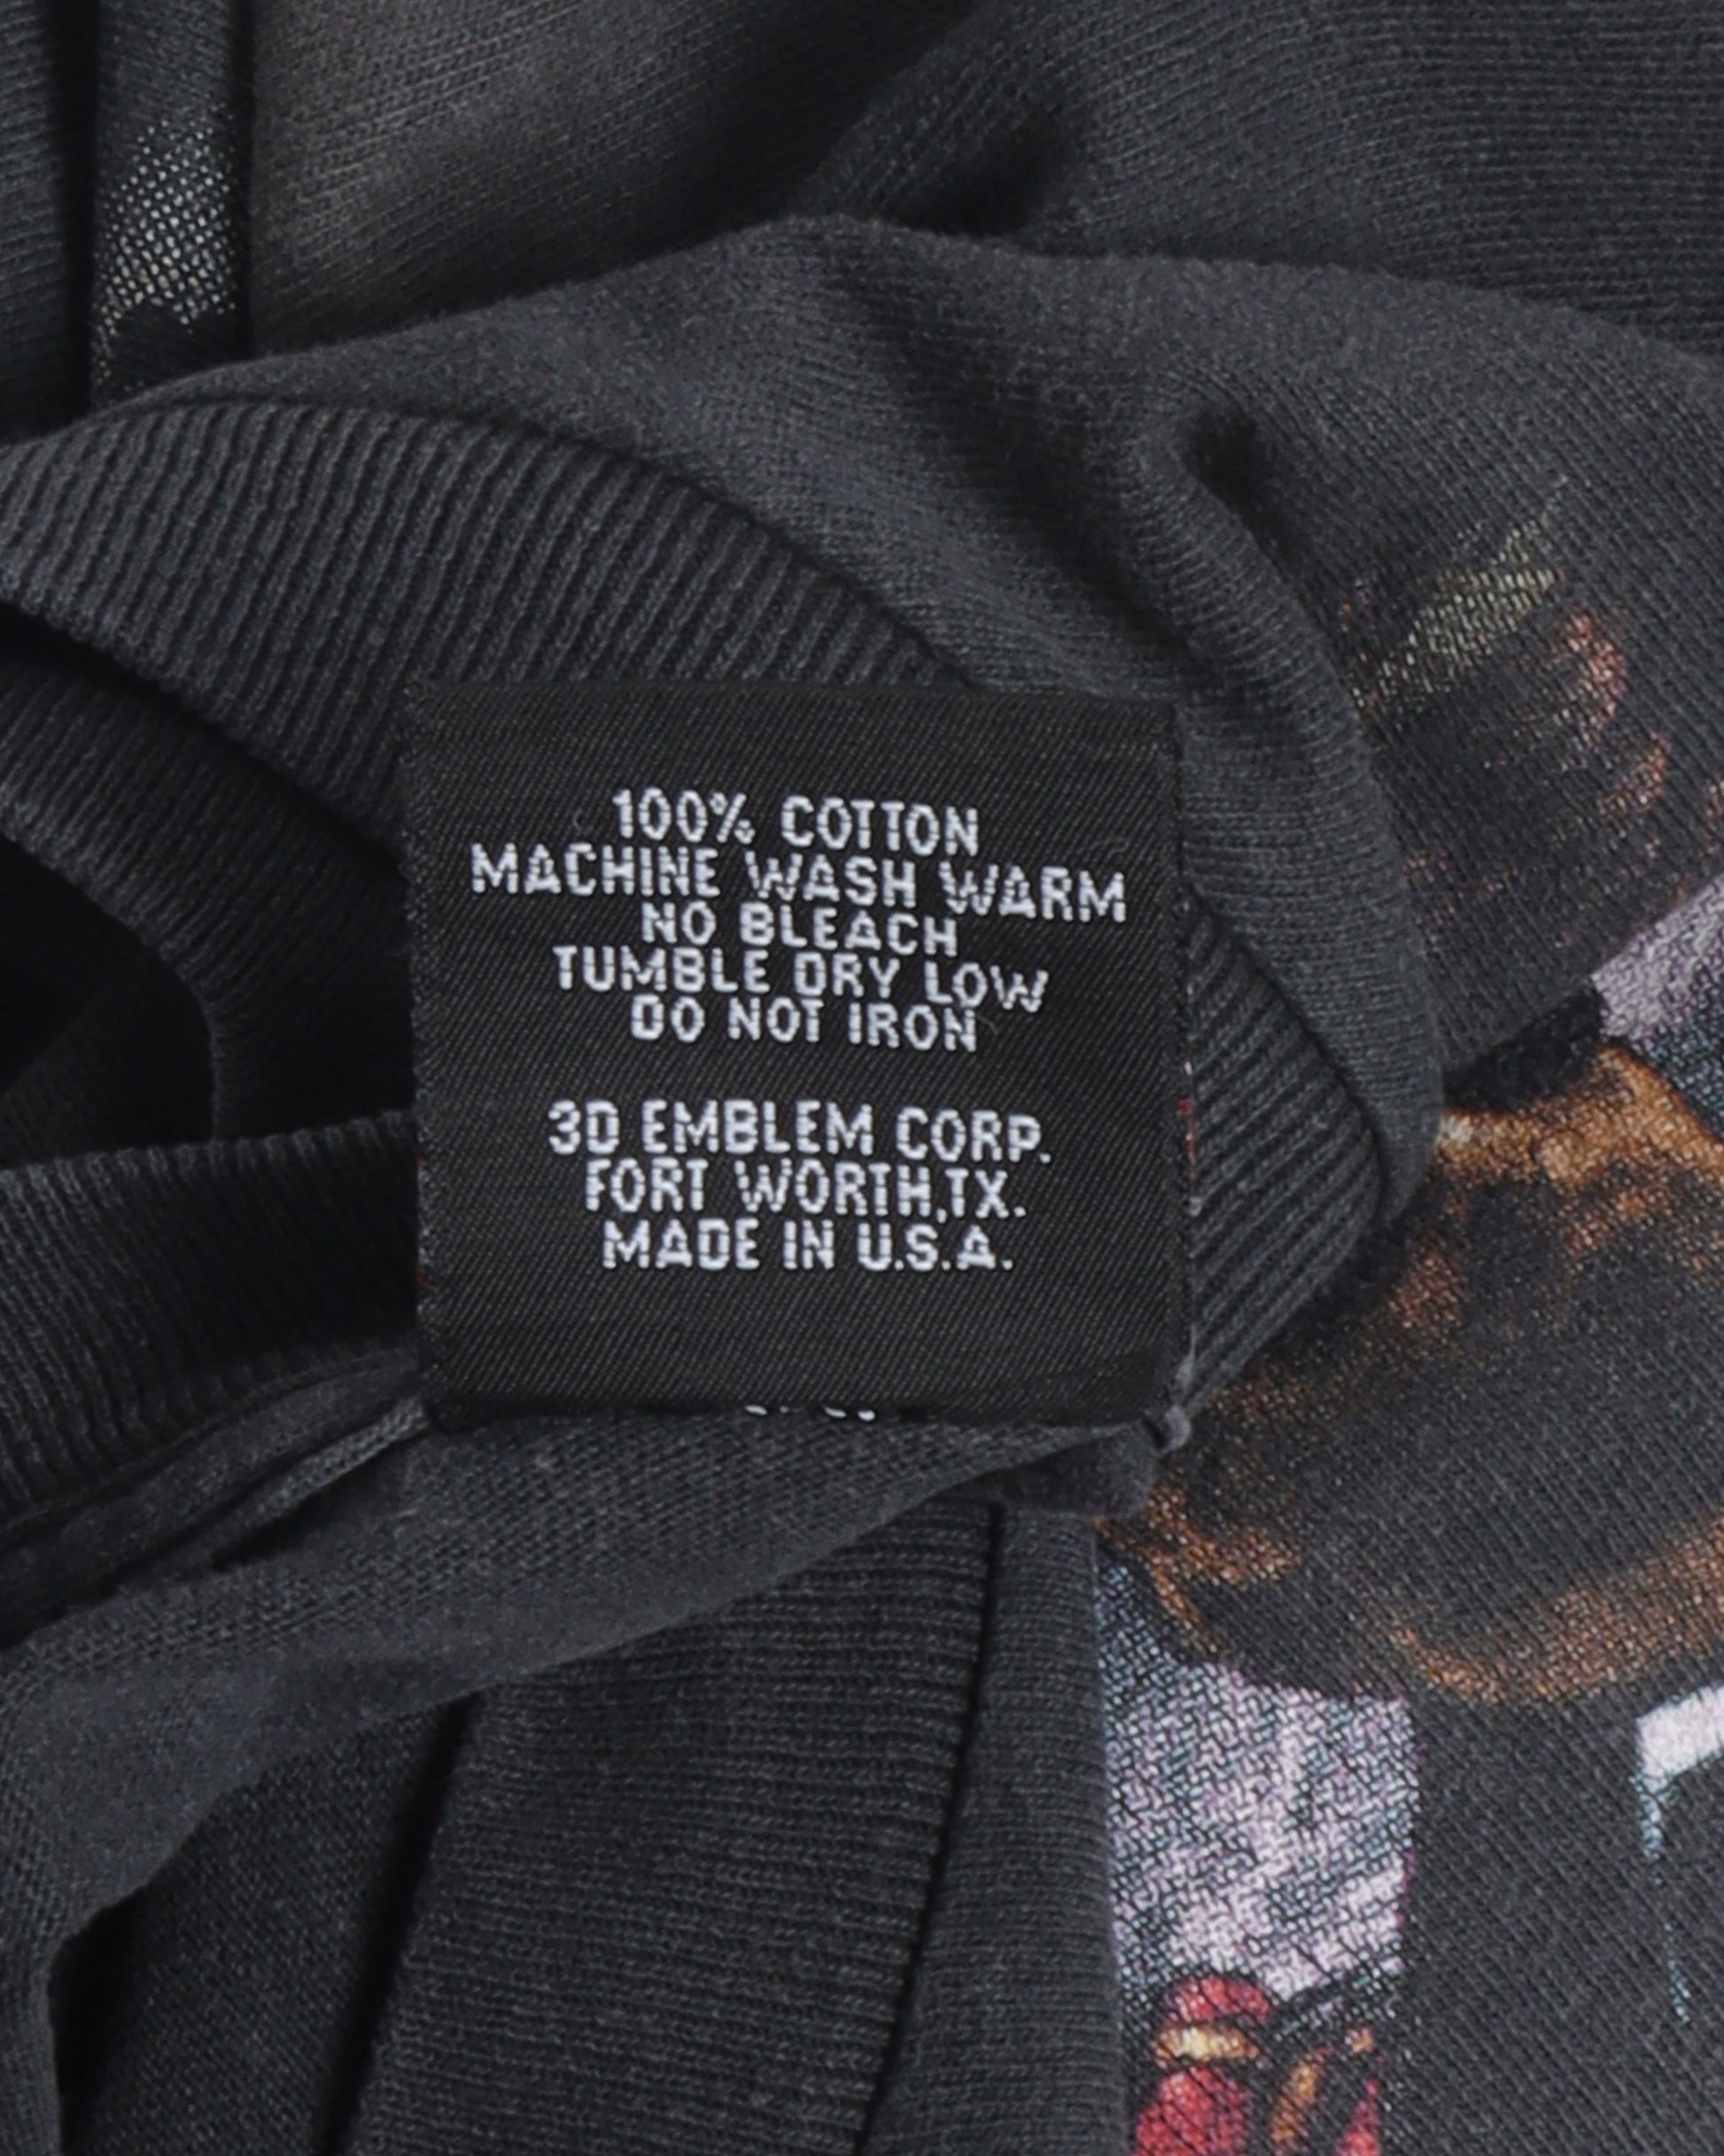 100% COTTON
MACHINE WASH WARM
NO BLEACH
TUMBLE DRY LOW
DO NOT IRON
3D EMBLEM CORP.
FORT WORTH,TX.
MADE IN U.S.A.